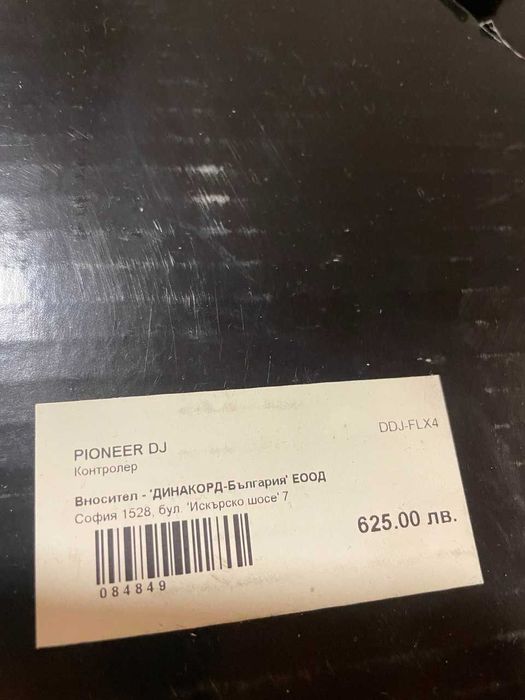 PIONEER DJ
DDJ-FLX4
Контролер
Вносител - 'ДИНАКОРД-България' ЕООД
София 1528, бул. 'Искърско шосе' 7
625.00 лв.
084849